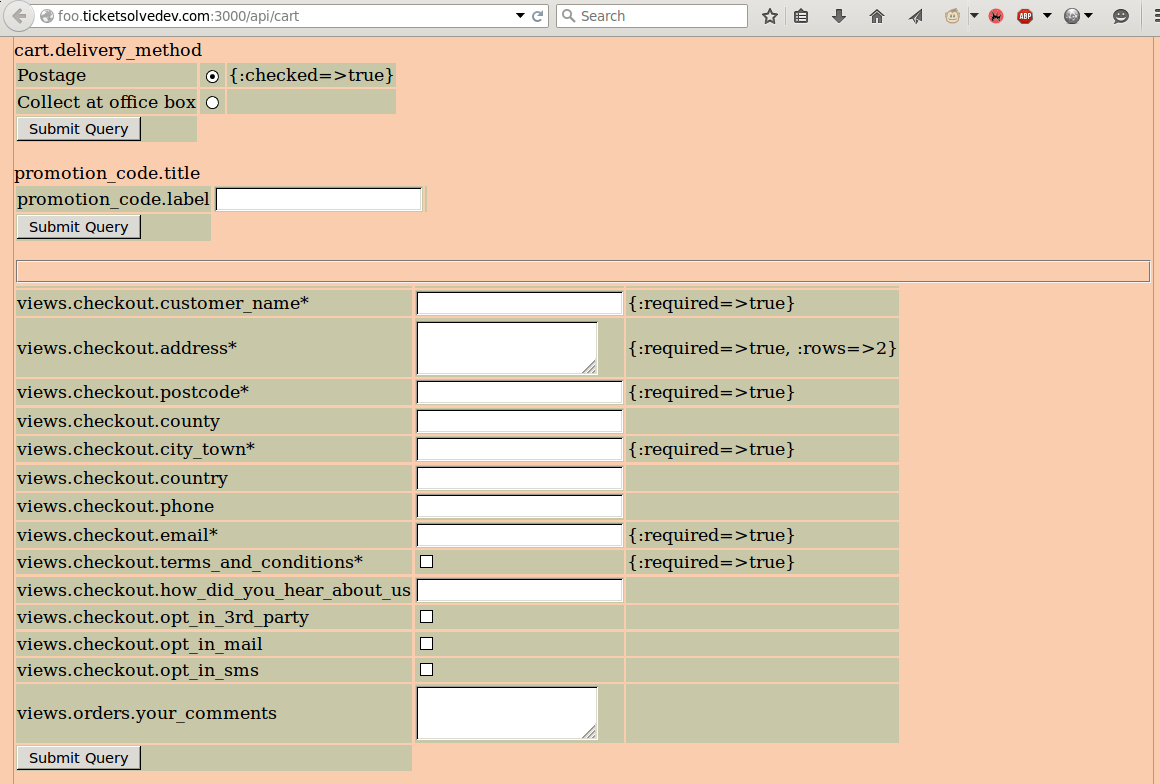 foo.ticketsolvedev.com:3000/api/cart
Search
ABP
cart.delivery_method
Postage {:checked=>true}
Collect at office box
Submit Query
promotion_code.title
promotion_code.label
Submit Query
views.checkout.customer_name* {:required=>true}
views.checkout.address* {:required=>true, :rows=>2}
views.checkout.postcode* {:required=>true}
views.checkout.county
views.checkout.city_town* {:required=>true}
views.checkout.country
views.checkout.phone
views.checkout.email* {:required=>true}
views.checkout.terms_and_conditions* {:required=>true}
views.checkout.how_did_you_hear_about_us
views.checkout.opt_in_3rd_party
views.checkout.opt_in_mail
views.checkout.opt_in_sms
views.orders.your_comments
Submit Query